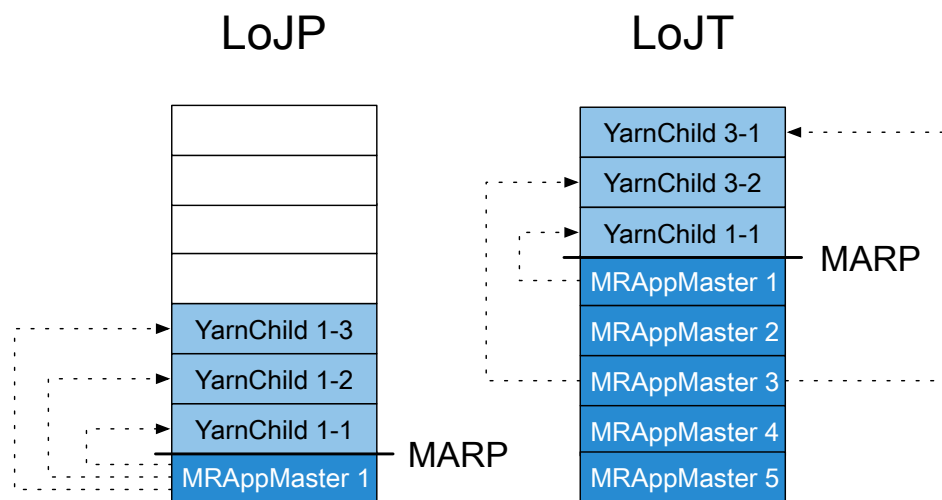 LoJP
YarnChild 1-3
YarnChild 1-2
YarnChild 1-1
MARP
MRAppMaster 1
LoJT
YarnChild 3-1
YarnChild 3-2
YarnChild 1-1
MARP
MRAppMaster 1
MRAppMaster 2
MRAppMaster 3
MRAppMaster 4
MRAppMaster 5